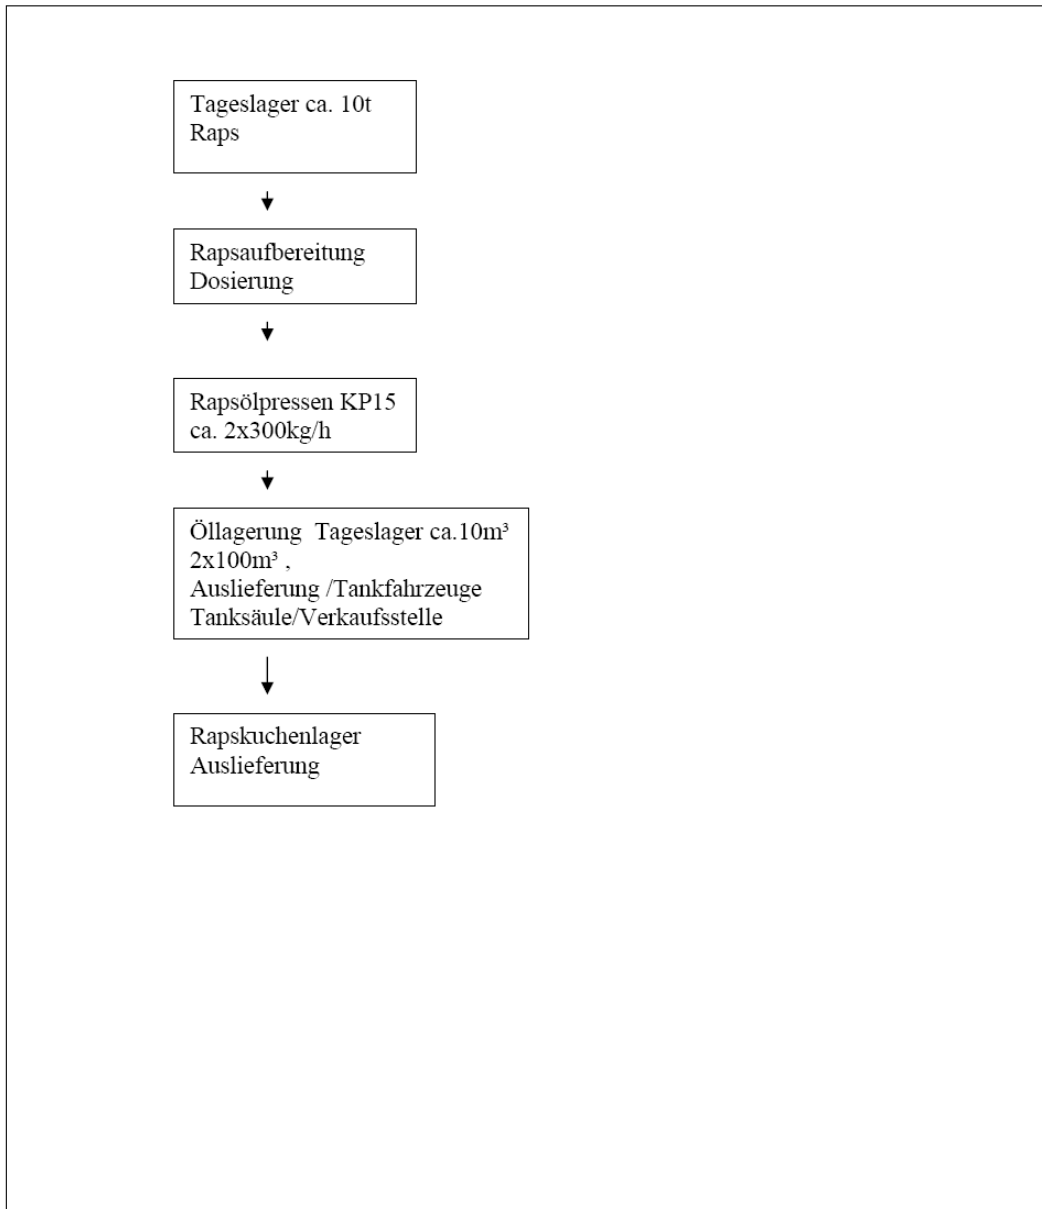 Tageslager ca. 10t
Raps
Rapsaufbereitung
Dosierung
Rapsölpressen KP15
ca. 2x300kg/h
Öllagerung  Tageslager ca.10m³
2x100m³ ,
Auslieferung /Tankfahrzeuge
Tanksäule/Verkaufsstelle
Rapskuchenlager
Auslieferung